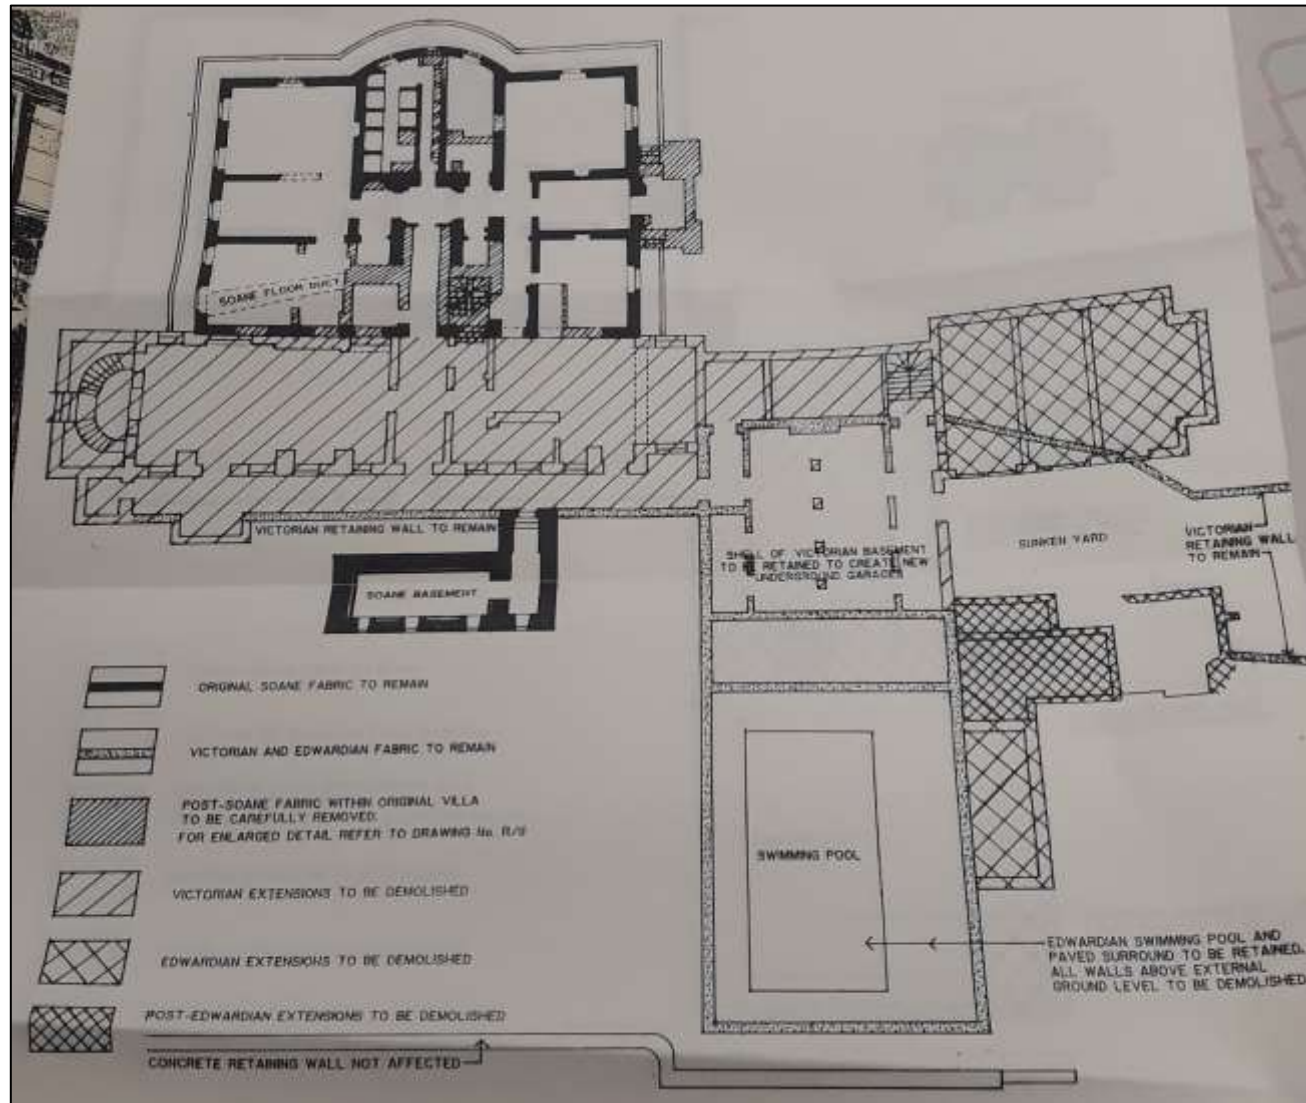 SOANE FLOOR DUCT
VICTORIAN RETAINING WALL TO REMAIN
SOANE BASEMENT
SHELL OF VICTORIAN BASEMENT
TO BE RETAINED TO CREATE NEW
UNDERGROUND GARAGES
SUNKEN YARD
VICTORIAN
RETAINING WALL
TO REMAIN
ORIGINAL SOANE FABRIC TO REMAIN
VICTORIAN AND EDWARDIAN FABRIC TO REMAIN
POST-SOANE FABRIC WITHIN ORIGINAL VILLA
TO BE CAREFULLY REMOVED.
FOR ENLARGED DETAIL REFER TO DRAWING No.
VICTORIAN EXTENSIONS TO BE DEMOLISHED
EDWARDIAN EXTENSIONS TO BE DEMOLISHED
POST-EDWARDIAN EXTENSIONS TO BE DEMOLISHED
CONCRETE RETAINING WALL NOT AFFECTED
SWIMMING POOL
EDWARDIAN SWIMMING POOL AND
PAVED SURROUND TO BE RETAINED.
ALL WALLS ABOVE EXTERNAL
GROUND LEVEL TO BE DEMOLISHED